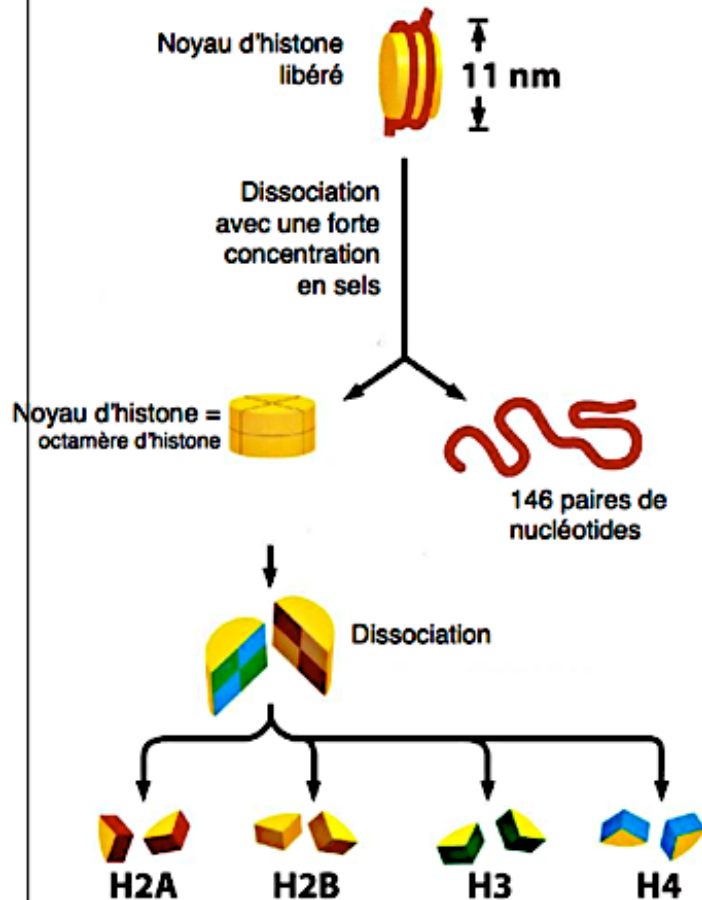 Noyau d'histone
libéré
11 nm
Dissociation
avec une forte
concentration
en sels
Noyau d'histone =
octamère d'histone
146 paires de
nucléotides
Dissociation
H2A
H2B
H3
H4